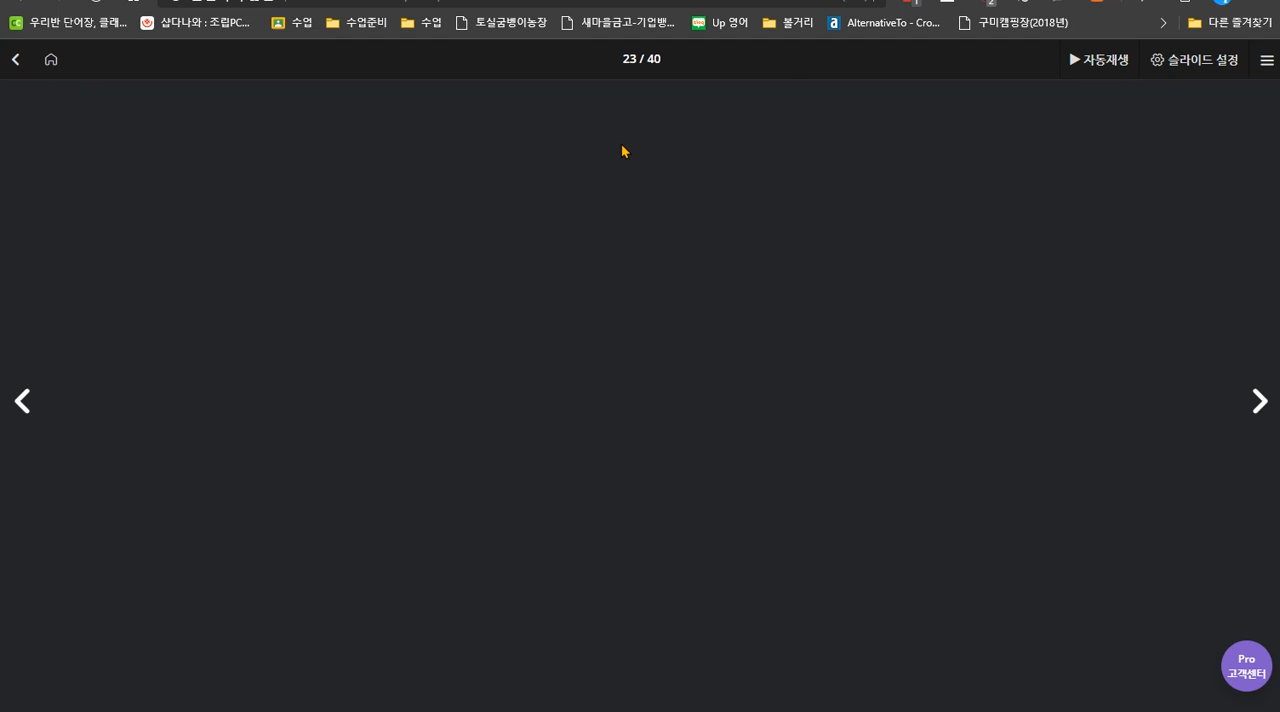 우리반 단어장, 클래... 샵다나와 : 조립PC... 수업 수업준비 수업 토실굼벵이농장 새마을금고-기업뱅... Up 영어 볼거리 AlternativeTo - Cro... 구미캠핑장(2018년) 다른 즐겨찾기
23 / 40
자동재생 슬라이드 설정
Pro
고객센터